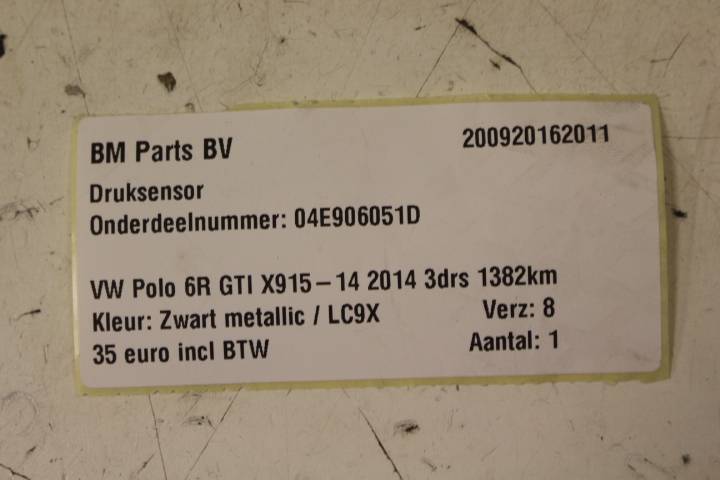 BM Parts BV 200920162011
Druksensor
Onderdeelnummer: 04E906051D
VW Polo 6R GTI X915-14 2014 3drs 1382km
Kleur: Zwart metallic / LC9X Verz: 8
35 euro incl BTW Aantal: 1